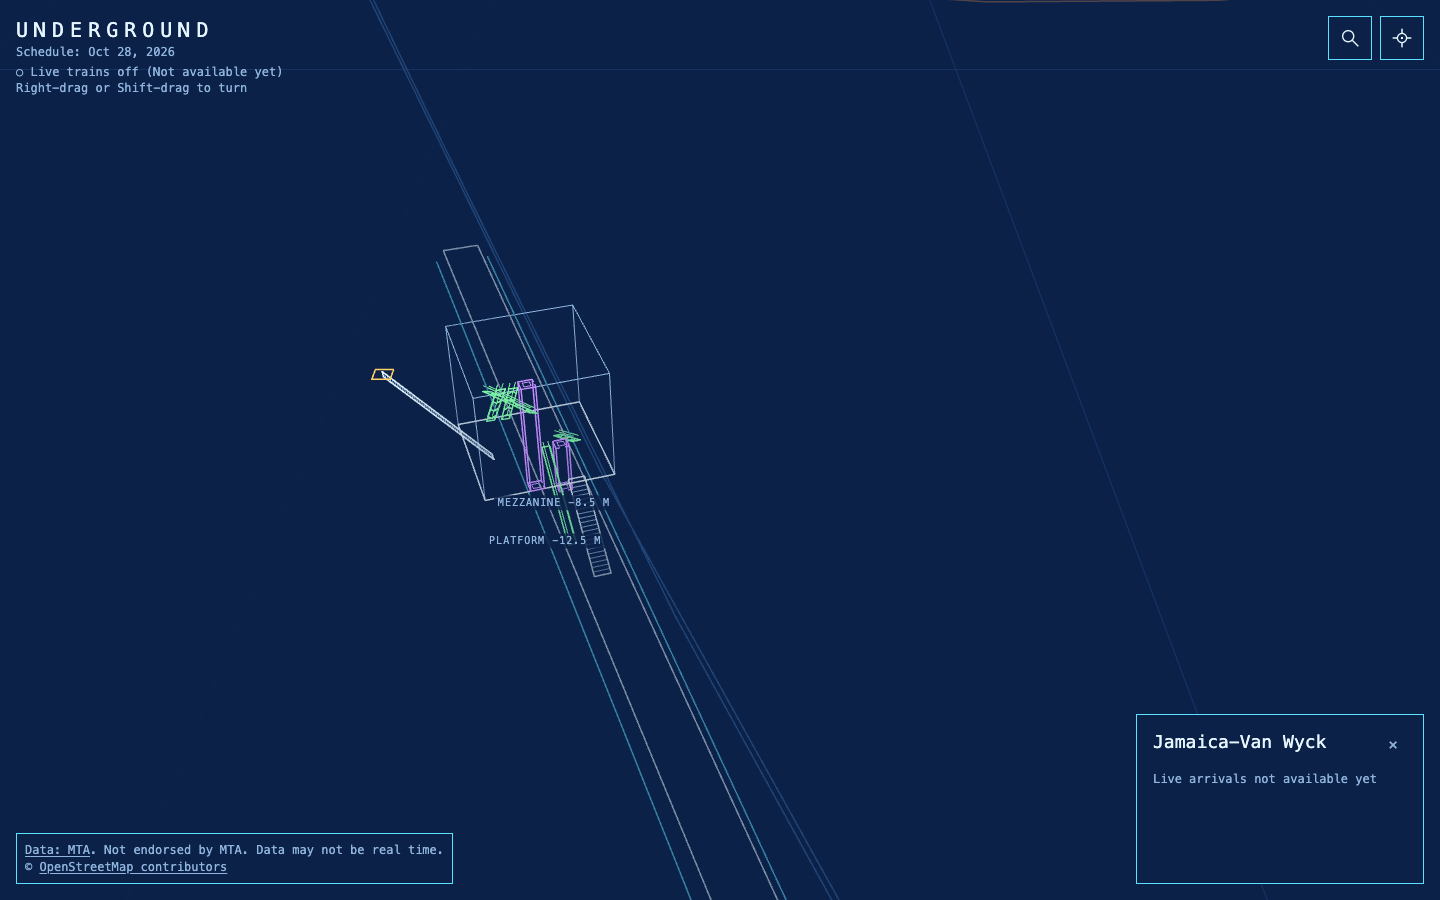 UNDERGROUND
Schedule: Oct 28, 2026
○ Live trains off (Not available yet)
Right-drag or Shift-drag to turn
MEZZANINE -8.5 M
PLATFORM -12.5 M
Jamaica-Van Wyck ×
Live arrivals not available yet
Data: MTA. Not endorsed by MTA. Data may not be real time.
© OpenStreetMap contributors